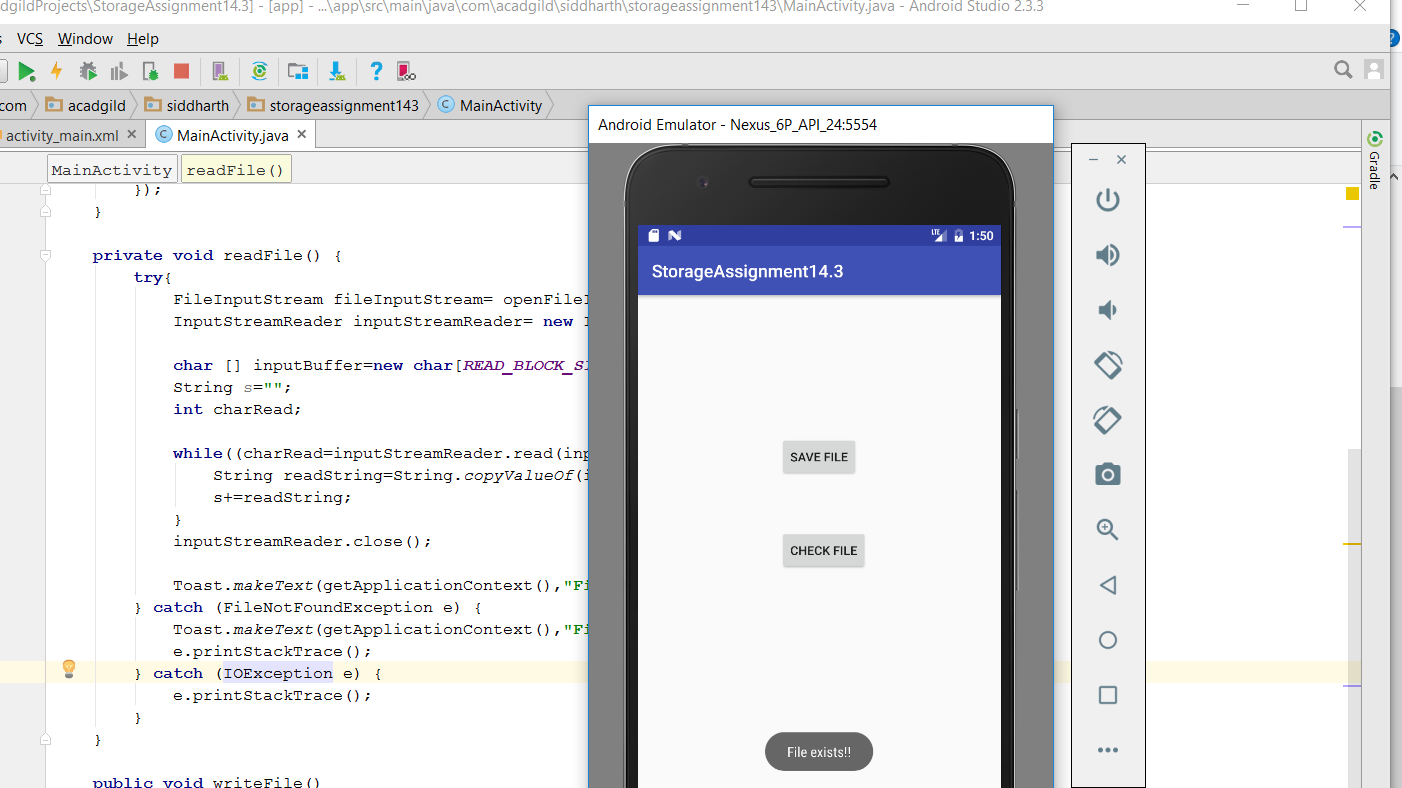 dgildProjects\StorageAssignment14.3] - [app] - ...\app\src\main\java\com\acadgild\siddharth\storageassignment143\MainActivity.java - Android Studio 2.3.3
VCS Window Help
com acadgild siddharth storageassignment143 MainActivity
activity_main.xml MainActivity.java
MainActivity readFile()
});
}
private void readFile() {
try{
FileInputStream fileInputStream= openFileI
InputStreamReader inputStreamReader= new I
char [] inputBuffer=new char[READ_BLOCK_SI
String s="";
int charRead;
while((charRead=inputStreamReader.read(inp
String readString=String.copyValueOf(i
s+=readString;
}
inputStreamReader.close();
Toast.makeText(getApplicationContext(),"Fi
} catch (FileNotFoundException e) {
Toast.makeText(getApplicationContext(),"Fi
e.printStackTrace();
} catch (IOException e) {
e.printStackTrace();
}
}
public void writeFile()
Android Emulator - Nexus_6P_API_24:5554
LTE 1:50
StorageAssignment14.3
SAVE FILE
CHECK FILE
File exists!!
Gradle